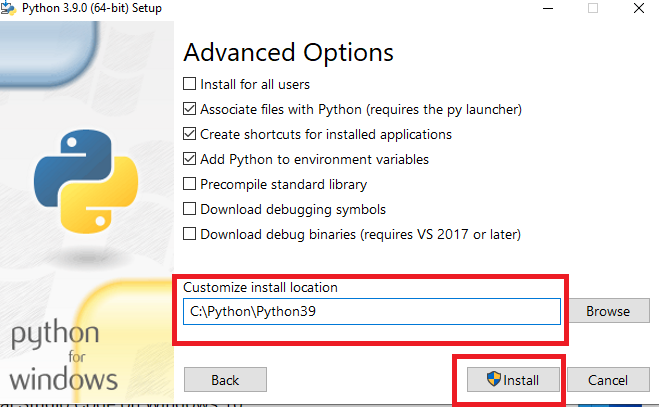 Python 3.9.0 (64-bit) Setup
Advanced Options
Install for all users
Associate files with Python (requires the py launcher)
Create shortcuts for installed applications
Add Python to environment variables
Precompile standard library
Download debugging symbols
Download debug binaries (requires VS 2017 or later)
Customize install location
C:\Python\Python39
Browse
python
for
windows
Back
Install
Cancel